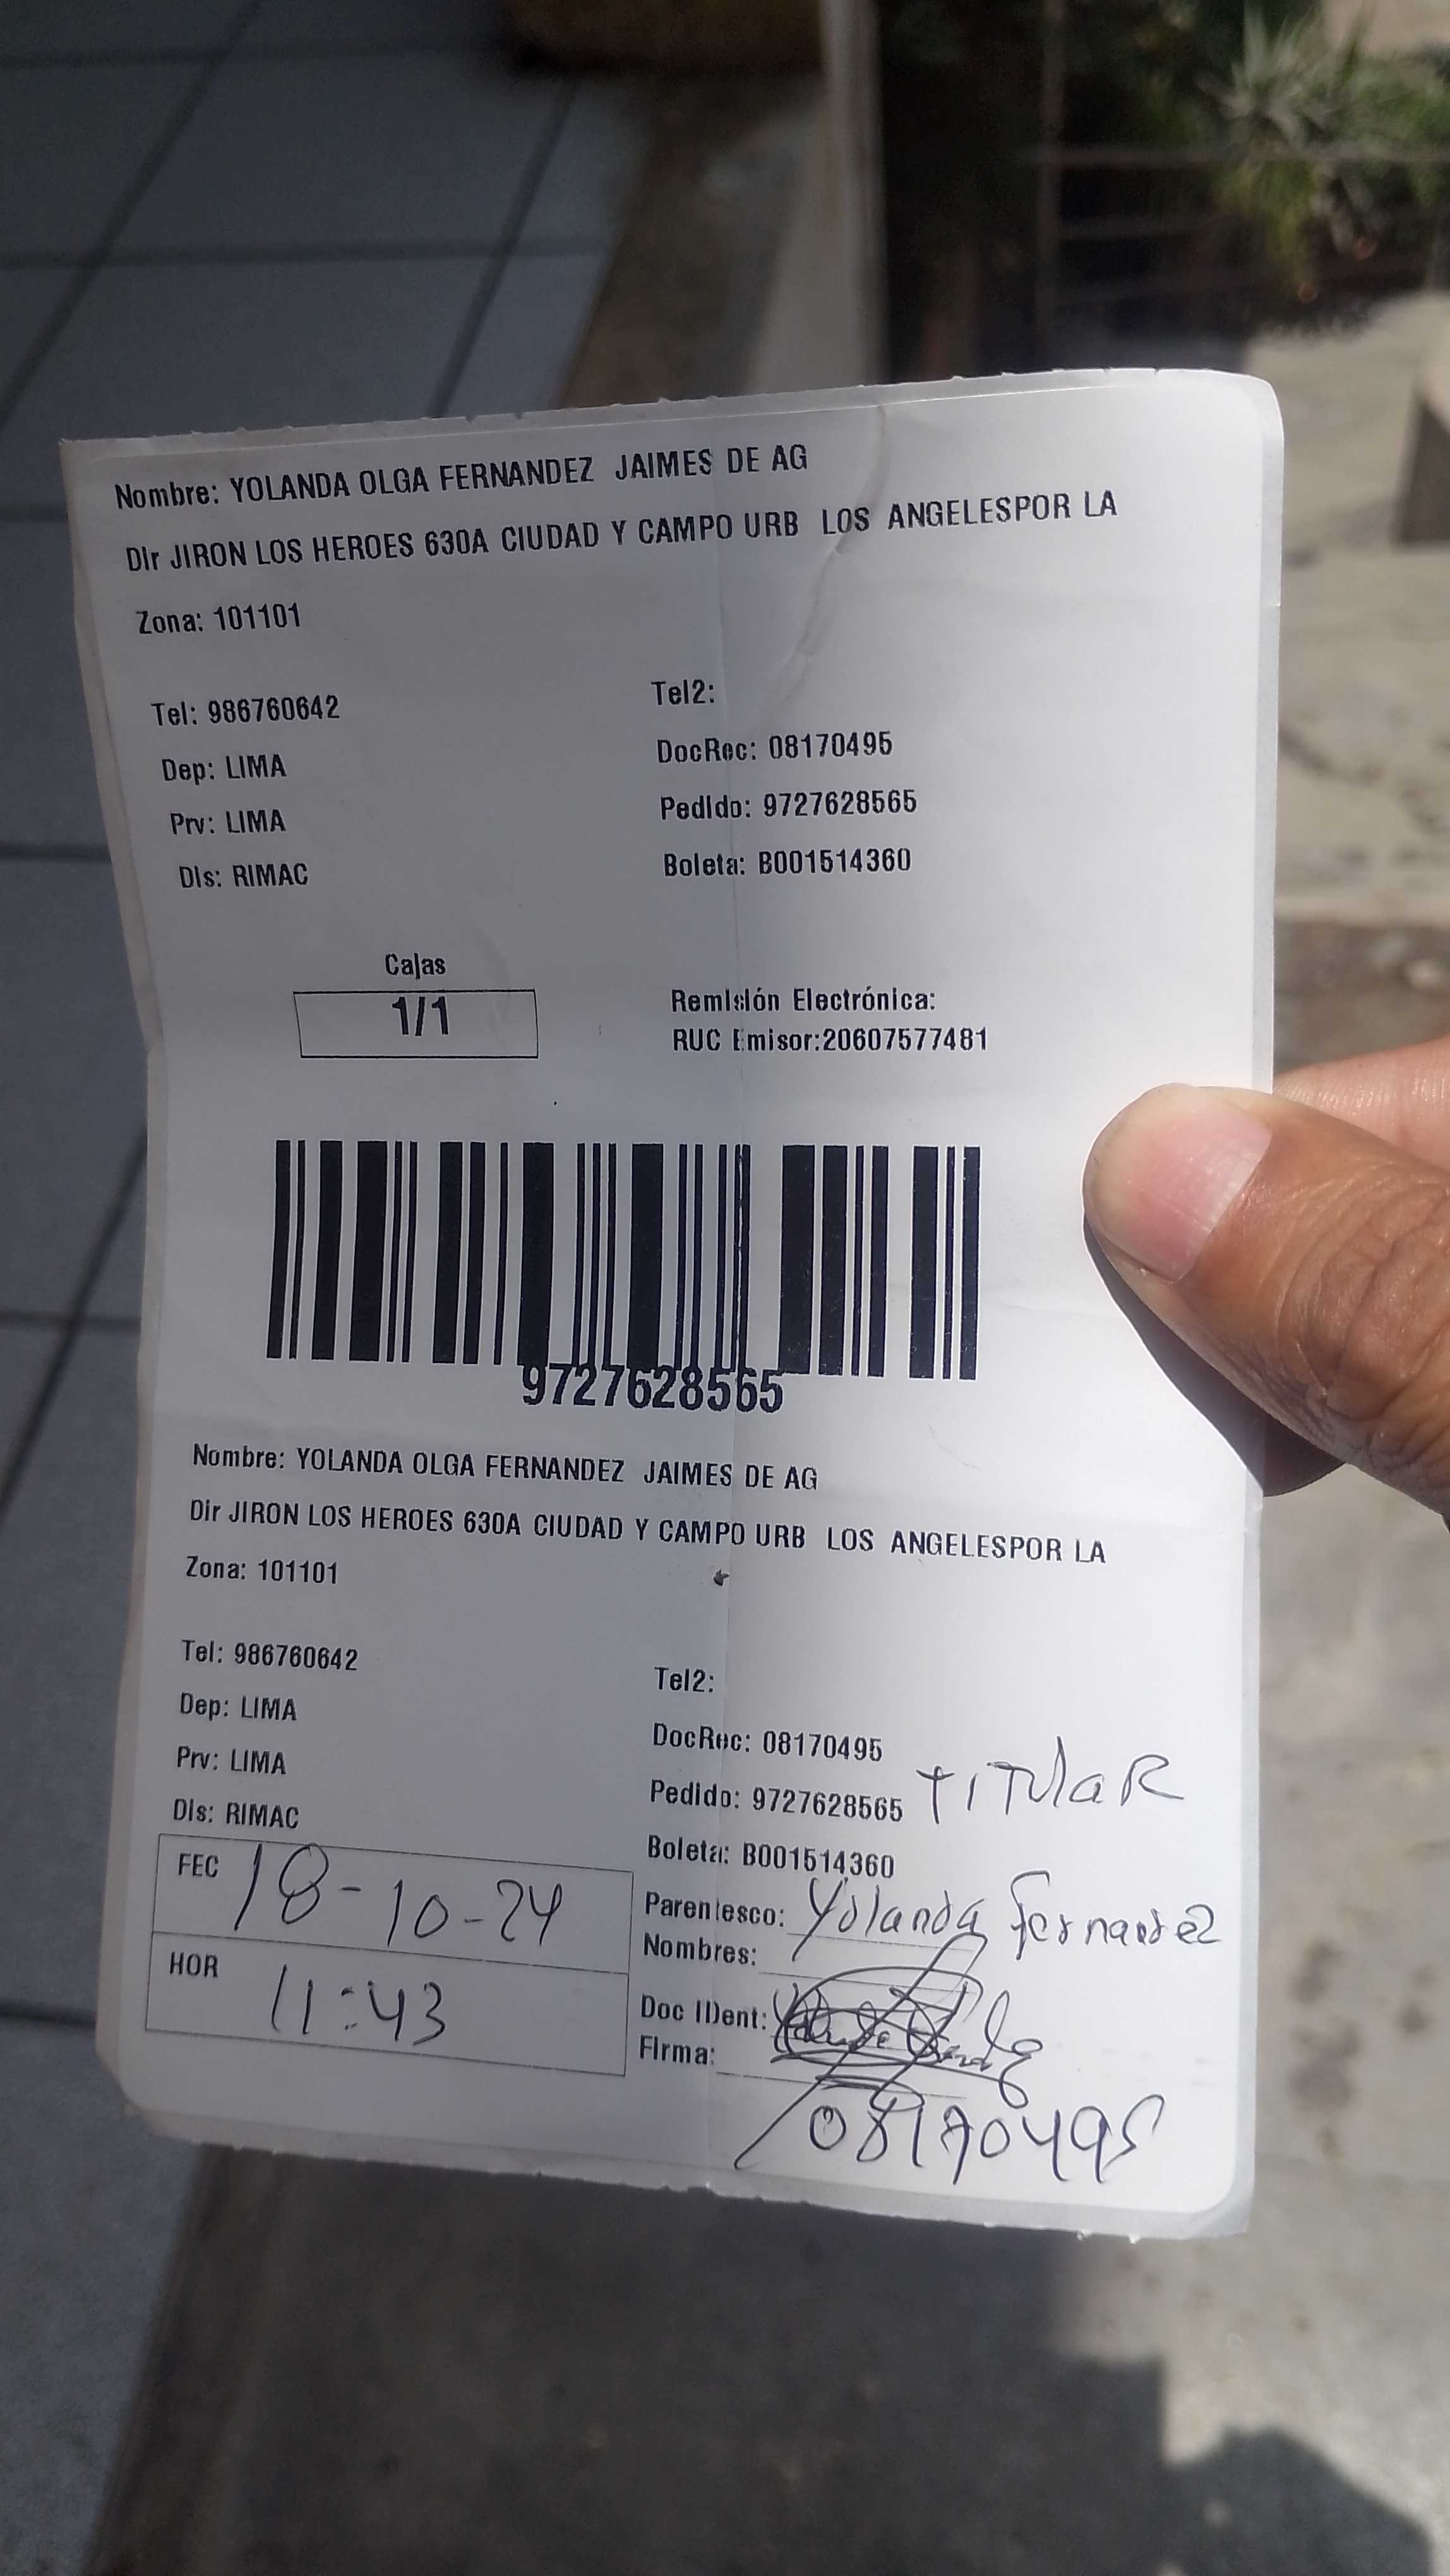 Nombre: YOLANDA OLGA FERNANDEZ JAIMES DE AG
Dir JIRON LOS HEROES 630A CIUDAD Y CAMPO URB LOS ANGELESPOR LA
Zona: 101101
Tel: 986760642 Tel2:
Dep: LIMA DocRec: 08170495
Prv: LIMA Pedido: 9727628565
Dis: RIMAC Boleta: B001514360
Cajas
1/1
Remisión Electrónica:
RUC Emisor:20607577481
9727628565
Nombre: YOLANDA OLGA FERNANDEZ JAIMES DE AG
Dir JIRON LOS HEROES 630A CIUDAD Y CAMPO URB LOS ANGELESPOR LA
Zona: 101101
Tel: 986760642 Tel2:
Dep: LIMA DocRec: 08170495
Prv: LIMA Pedido: 9727628565 TITULAR
Dis: RIMAC Boleta: B001514360
FEC 18-10-24 Parentesco: Yolanda Fernandez
Nombres:
HOR 11:43 Doc IDent:
Firma:
08170495